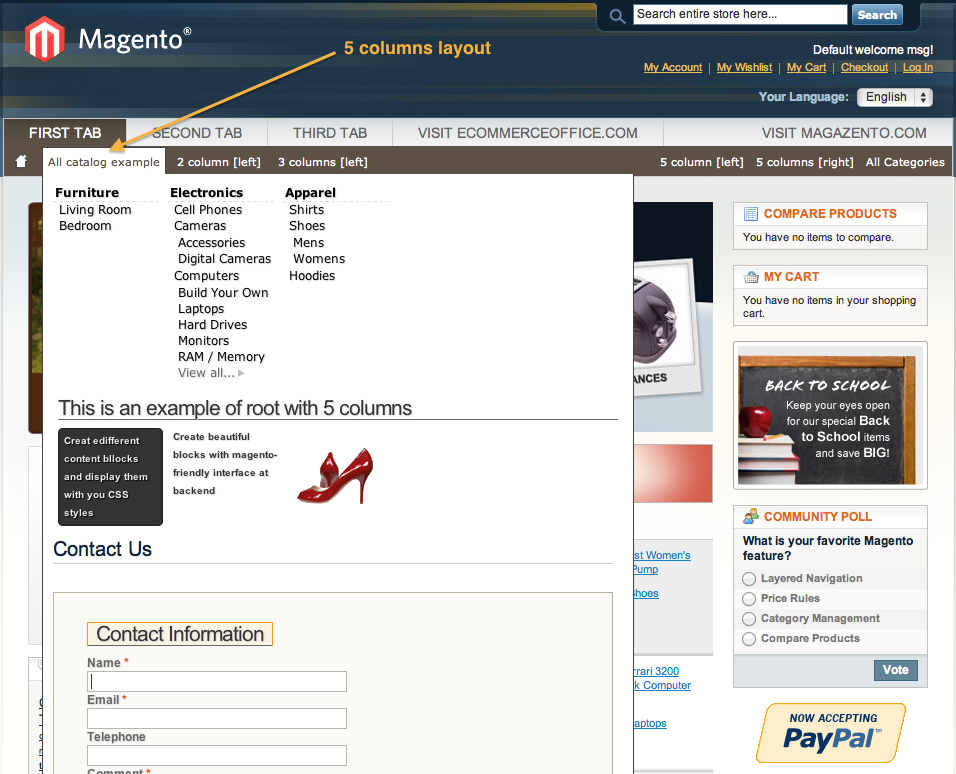 Search entire store here...
Search
Magento®
5 columns layout
Default welcome msg!
My Account | My Wishlist | My Cart | Checkout | Log In
Your Language: English
FIRST TAB SECOND TAB THIRD TAB VISIT ECOMMERCEOFFICE.COM VISIT MAGAZENTO.COM
All catalog example 2 column [left] 3 columns [left] 5 column [left] 5 columns [right] All Categories
Furniture
Living Room
Bedroom
Electronics
Cell Phones
Cameras
Accessories
Digital Cameras
Computers
Build Your Own
Laptops
Hard Drives
Monitors
RAM / Memory
View all...
Apparel
Shirts
Shoes
Mens
Womens
Hoodies
This is an example of root with 5 columns
Creat edifferent
content bllocks
and display them
with you CSS
styles
Create beautiful
blocks with magento-
friendly interface at
backend
Contact Us
Contact Information
Name *
Email *
Telephone
Comment *
ANCES
st Women's
Pump
Shoes
rrari 3200
k Computer
aptops
COMPARE PRODUCTS
You have no items to compare.
MY CART
You have no items in your shopping
cart.
BACK TO SCHOOL
Keep your eyes open
for our special Back
to School items
and save BIG!
COMMUNITY POLL
What is your favorite Magento
feature?
Layered Navigation
Price Rules
Category Management
Compare Products
Vote
NOW ACCEPTING
PayPal™